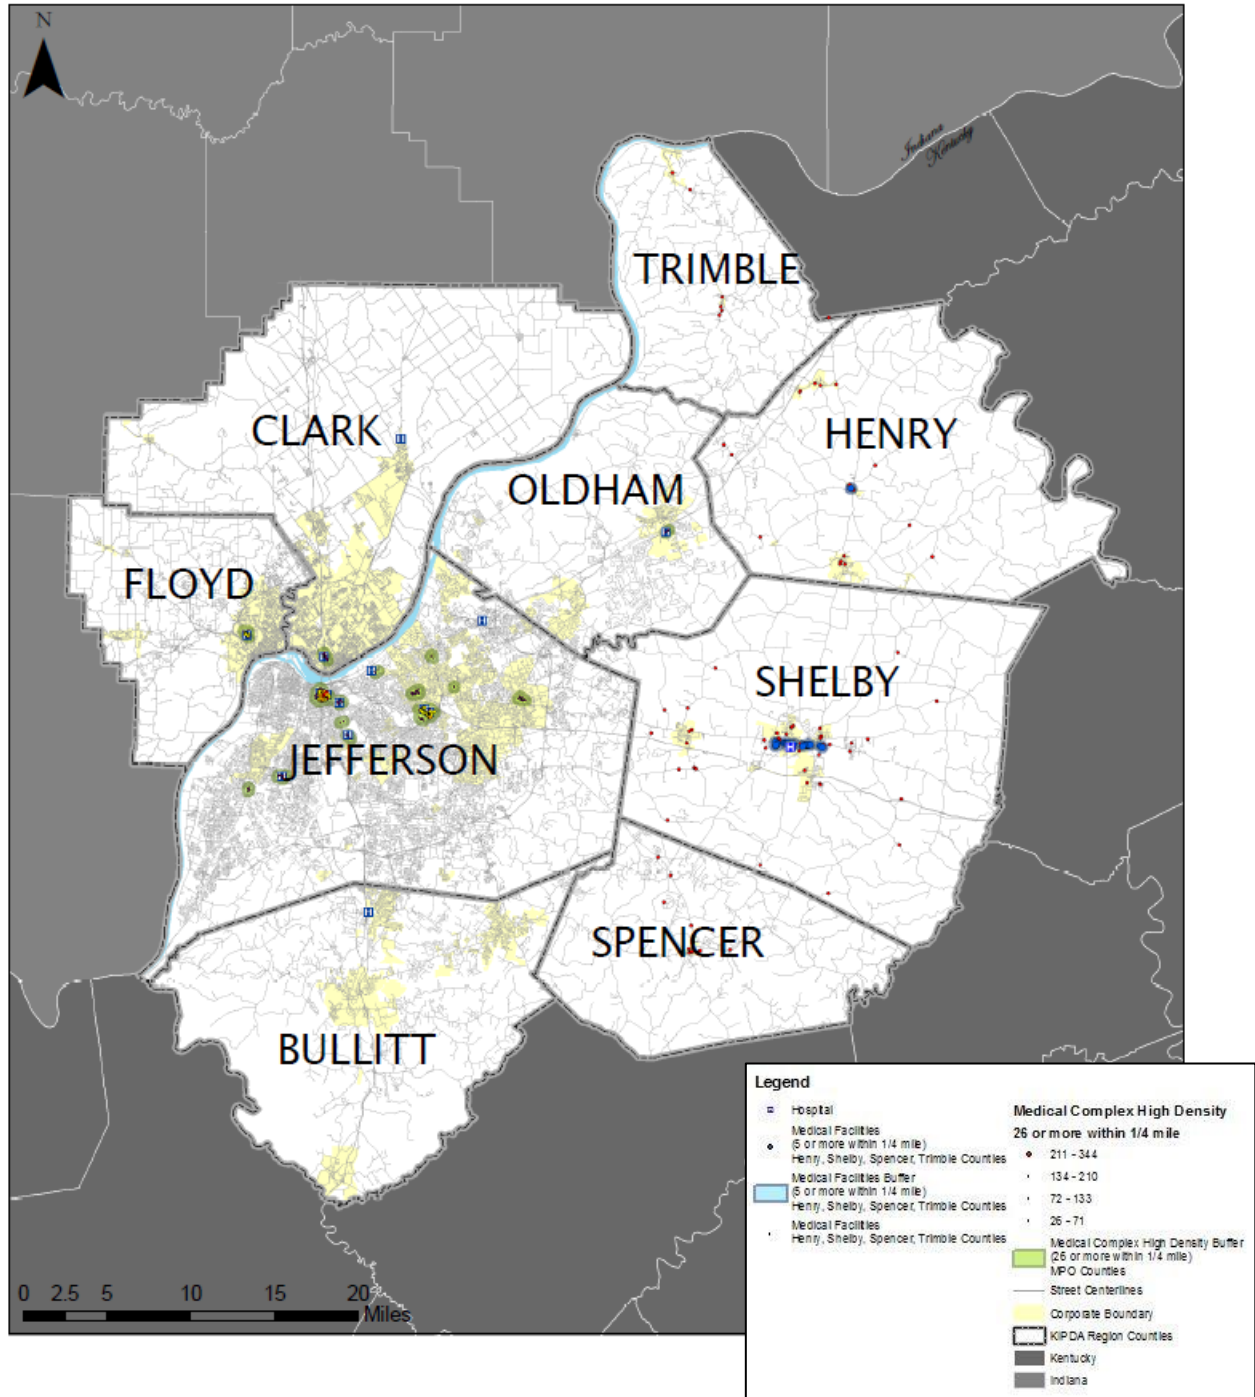 N
Indiana
Kentucky
TRIMBLE
CLARK
HENRY
OLDHAM
FLOYD
SHELBY
JEFFERSON
SPENCER
BULLITT
0 2.5 5 10 15 20
Miles
Legend
Hospital
Medical Facilities
(5 or more within 1/4 mile)
Henry, Shelby, Spencer, Trimble Counties
Medical Facilities Buffer
(5 or more within 1/4 mile)
Henry, Shelby, Spencer, Trimble Counties
Medical Facilities
Henry, Shelby, Spencer, Trimble Counties
Medical Complex High Density
26 or more within 1/4 mile
211 - 344
134 - 210
72 - 133
26 - 71
Medical Complex High Density Buffer
(26 or more within 1/4 mile)
MPO Counties
Street Centerlines
Corporate Boundary
KIPDA Region Counties
Kentucky
Indiana